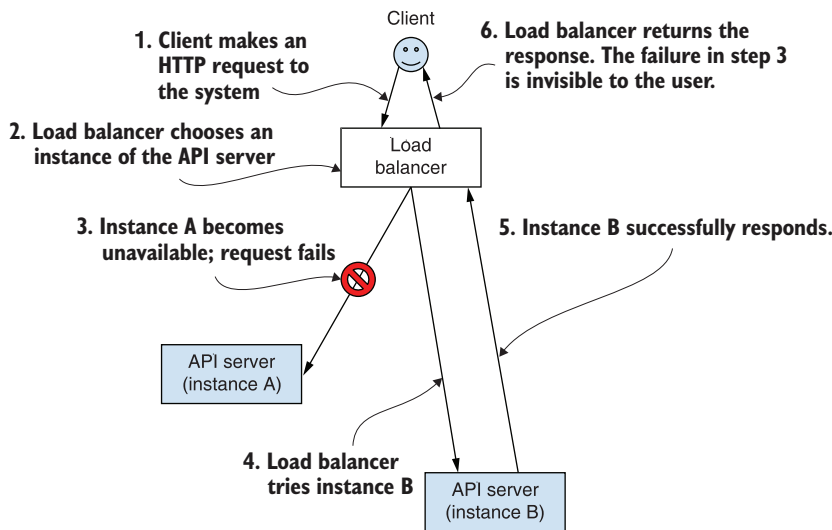 Client
1. Client makes an
HTTP request to
the system
6. Load balancer returns the
response. The failure in step 3
is invisible to the user.
2. Load balancer chooses an
instance of the API server
Load
balancer
3. Instance A becomes
unavailable; request fails
5. Instance B successfully responds.
API server
(instance A)
4. Load balancer
tries instance B
API server
(instance B)